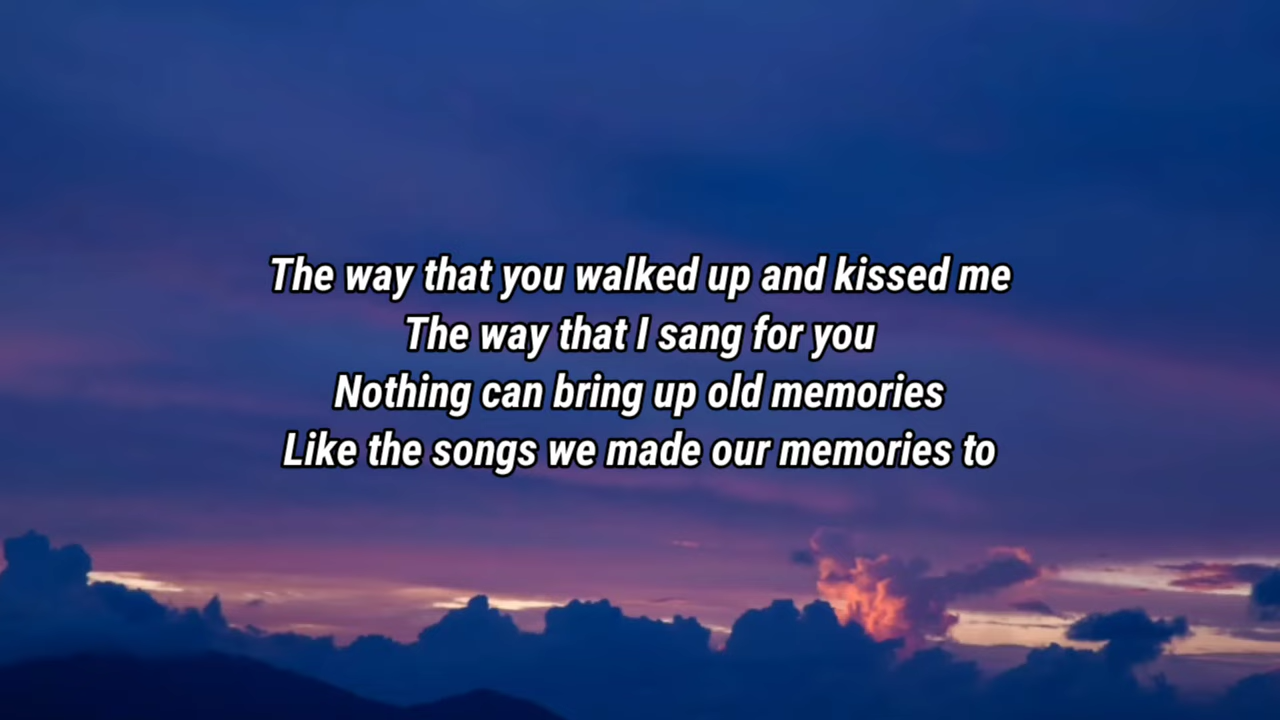 The way that you walked up and kissed me
The way that I sang for you
Nothing can bring up old memories
Like the songs we made our memories to